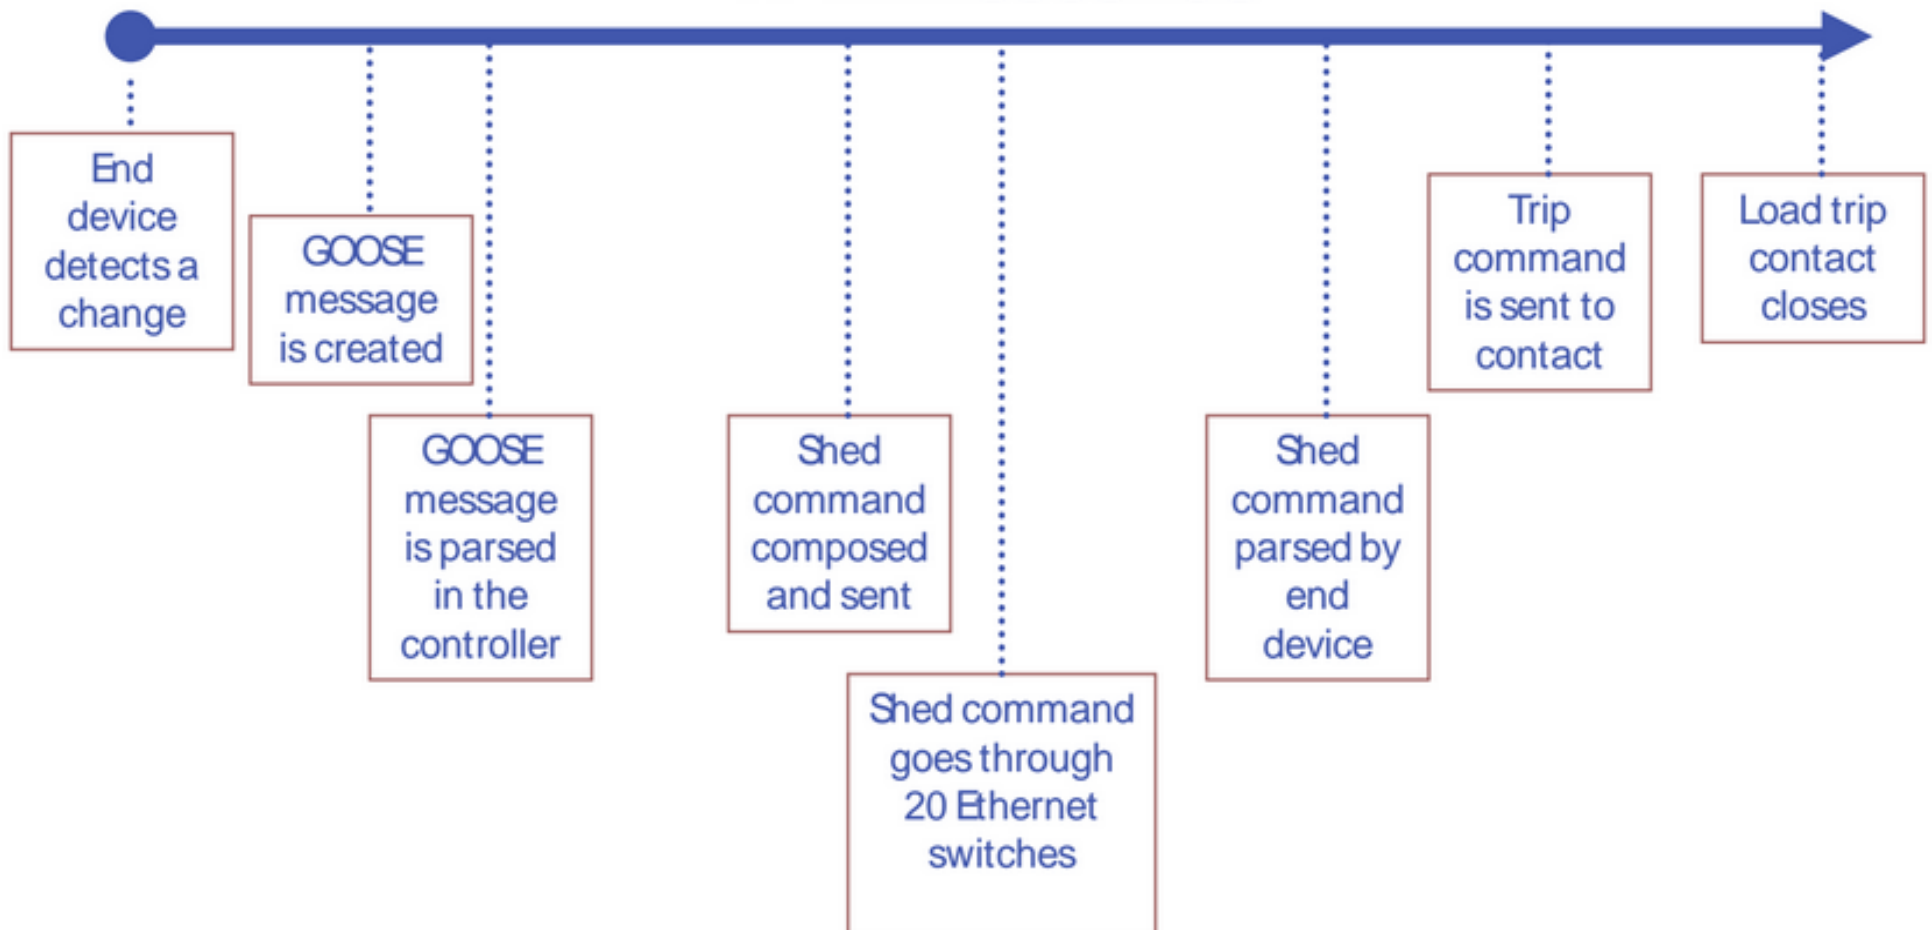 End
device
detects a
change
GOOSE
message
is created
GOOSE
message
is parsed
in the
controller
Shed
command
composed
and sent
Shed command
goes through
20 Ethernet
switches
Shed
command
parsed by
end
device
Trip
command
is sent to
contact
Load trip
contact
closes